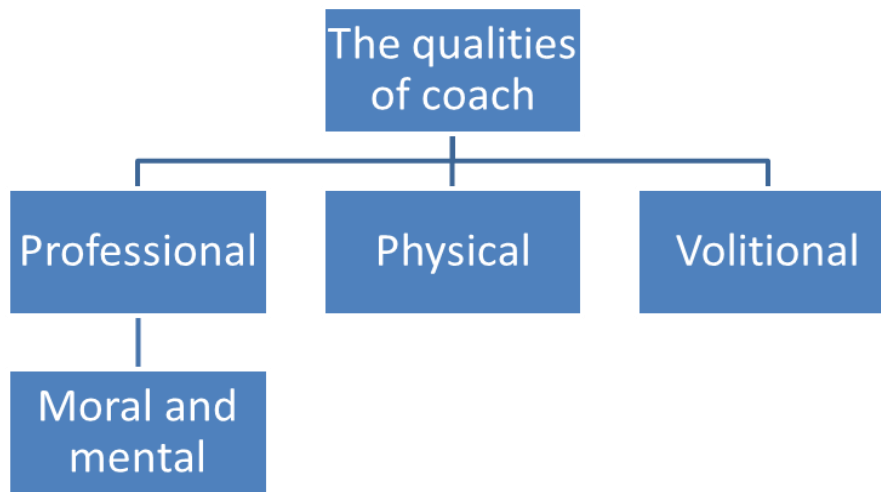 The qualities
of coach
Professional
Physical
Volitional
Moral and
mental